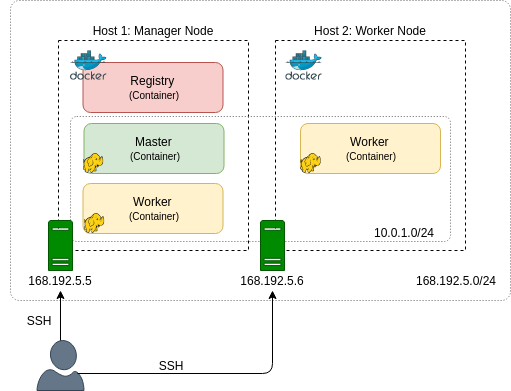 Host 1: Manager Node
Host 2: Worker Node
docker
docker
Registry
(Container)
Master
(Container)
Worker
(Container)
Worker
(Container)
10.0.1.0/24
168.192.5.5
168.192.5.6
168.192.5.0/24
SSH
SSH